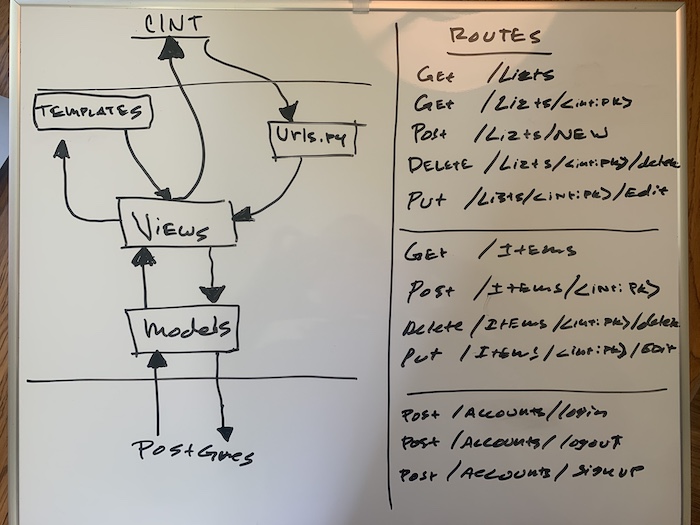 CINT
TEMPLATES
Urls.py
Views
Models
PostGres
ROUTES
Get /Lists
Get /Lists/<int:pk>
Post /Lists/NEW
DELETE /Lists/<int:pk>/delete
Put /Lists/<int:pk>/Edit
Get /Items
Post /Items/<int:pk>
Delete /Items/<int:pk>/delete
Put /Items/<int:pk>/Edit
Post /Accounts/login
Post /Accounts/logout
Post /Accounts/signup